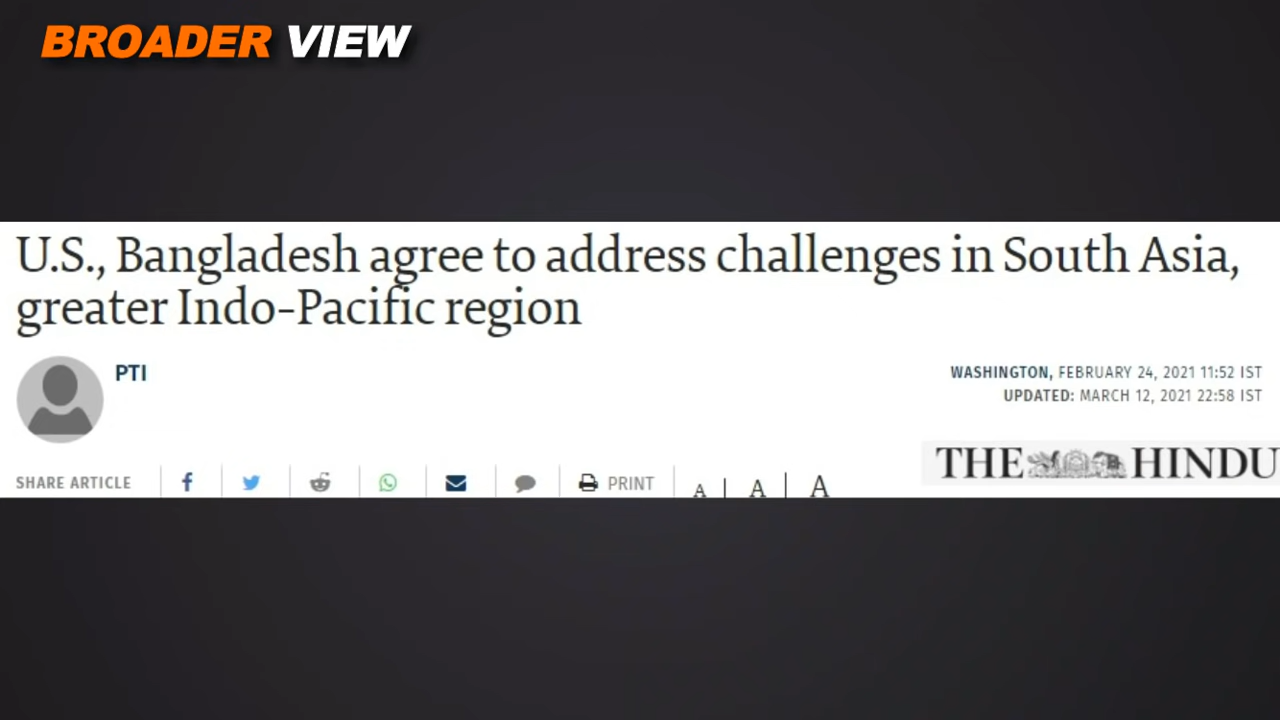 BROADER VIEW
U.S., Bangladesh agree to address challenges in South Asia,
greater Indo-Pacific region
PTI
WASHINGTON, FEBRUARY 24, 2021 11:52 IST
UPDATED: MARCH 12, 2021 22:58 IST
THE HINDU
SHARE ARTICLE f PRINT A A A